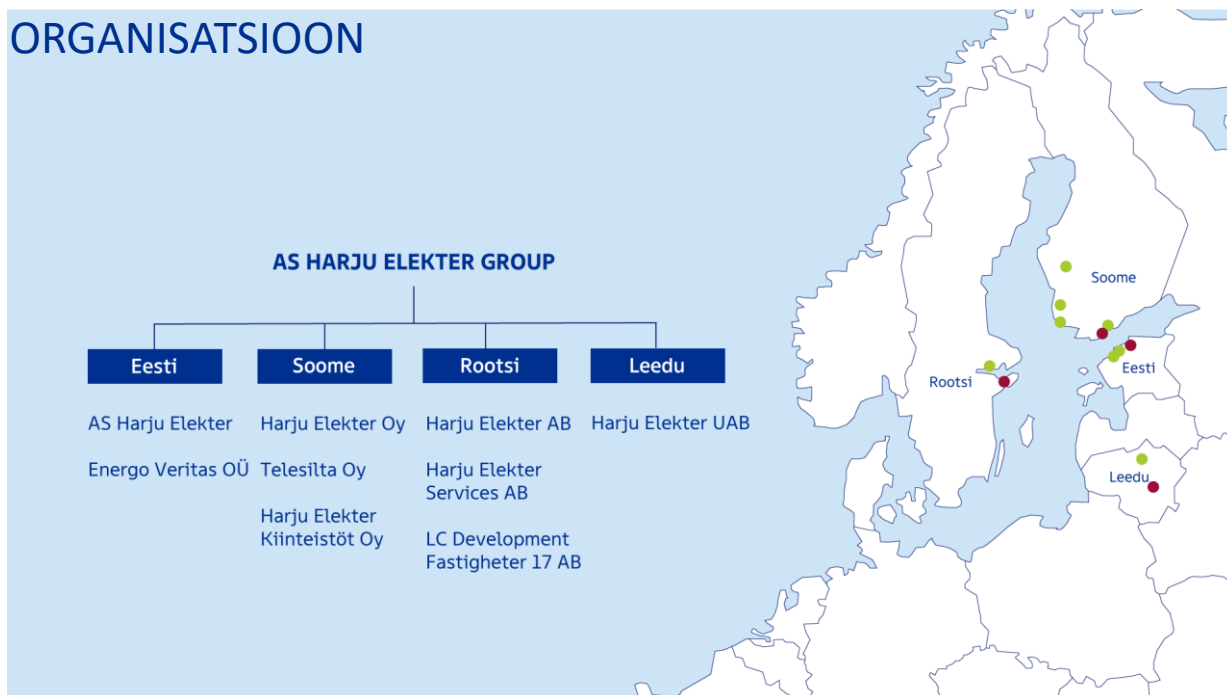 ORGANISATSIOON
AS HARJU ELEKTER GROUP
Eesti
Soome
Rootsi
Leedu
AS Harju Elekter
Energo Veritas OÜ
Harju Elekter Oy
Telesilta Oy
Harju Elekter
Kiinteistöt Oy
Harju Elekter AB
Harju Elekter
Services AB
LC Development
Fastigheter 17 AB
Harju Elekter UAB
Soome
Eesti
Rootsi
Leedu